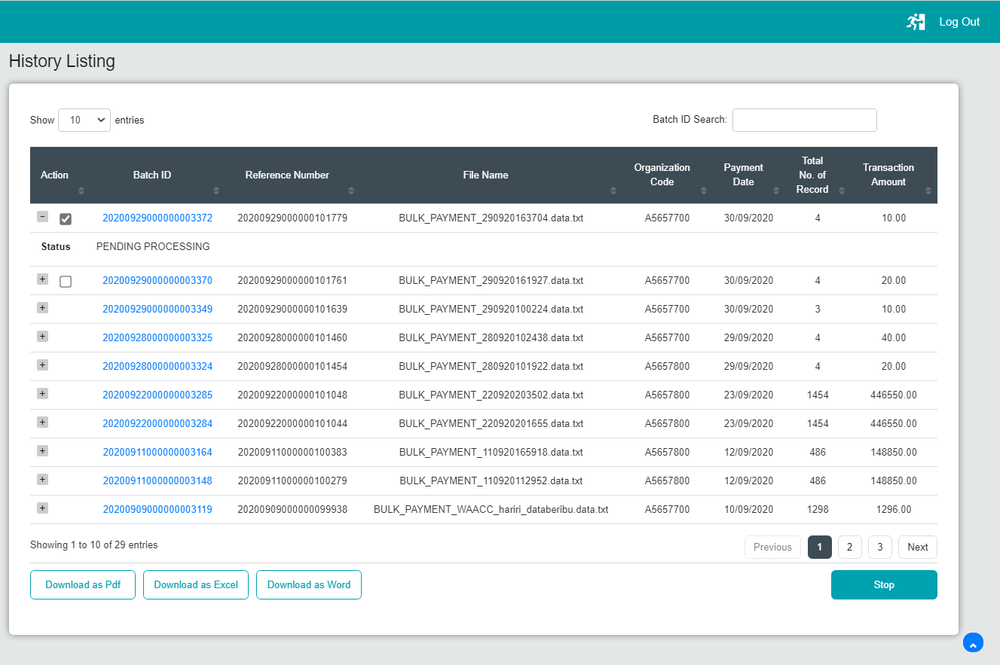 Log Out
History Listing
Show 10 entries Batch ID Search:
Action Batch ID Reference Number File Name Organization Code Payment Date Total No. of Record Transaction Amount
20200929000000003372 20200929000000101779 BULK_PAYMENT_290920163704.data.txt A5657700 30/09/2020 4 10.00
Status PENDING PROCESSING
20200929000000003370 20200929000000101761 BULK_PAYMENT_290920161927.data.txt A5657700 30/09/2020 4 20.00
20200929000000003349 20200929000000101639 BULK_PAYMENT_290920100224.data.txt A5657700 30/09/2020 3 10.00
20200928000000003325 20200928000000101460 BULK_PAYMENT_280920102438.data.txt A5657700 29/09/2020 4 40.00
20200928000000003324 20200928000000101454 BULK_PAYMENT_280920101922.data.txt A5657800 29/09/2020 4 20.00
20200922000000003285 20200922000000101048 BULK_PAYMENT_220920203502.data.txt A5657800 23/09/2020 1454 446550.00
20200922000000003284 20200922000000101044 BULK_PAYMENT_220920201655.data.txt A5657800 23/09/2020 1454 446550.00
20200911000000003164 20200911000000100383 BULK_PAYMENT_110920165918.data.txt A5657800 12/09/2020 486 148850.00
20200911000000003148 20200911000000100279 BULK_PAYMENT_110920112952.data.txt A5657800 12/09/2020 486 148850.00
20200909000000003119 20200909000000099938 BULK_PAYMENT_WAACC_hariri_databeribu.data.txt A5657700 10/09/2020 1298 1296.00
Showing 1 to 10 of 29 entries Previous 1 2 3 Next
Download as Pdf Download as Excel Download as Word Stop